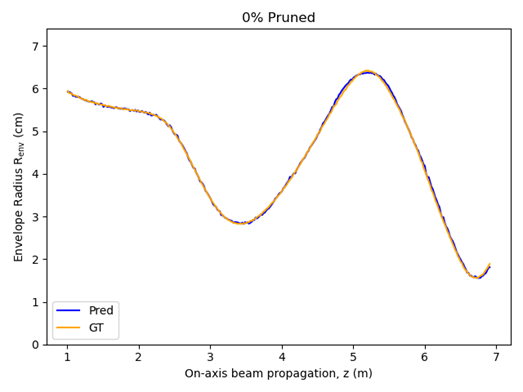 0% Pruned
Envelope Radius Renv (cm)
7
6
5
4
3
2
1
0
Pred
GT
1 2 3 4 5 6 7
On-axis beam propagation, z (m)